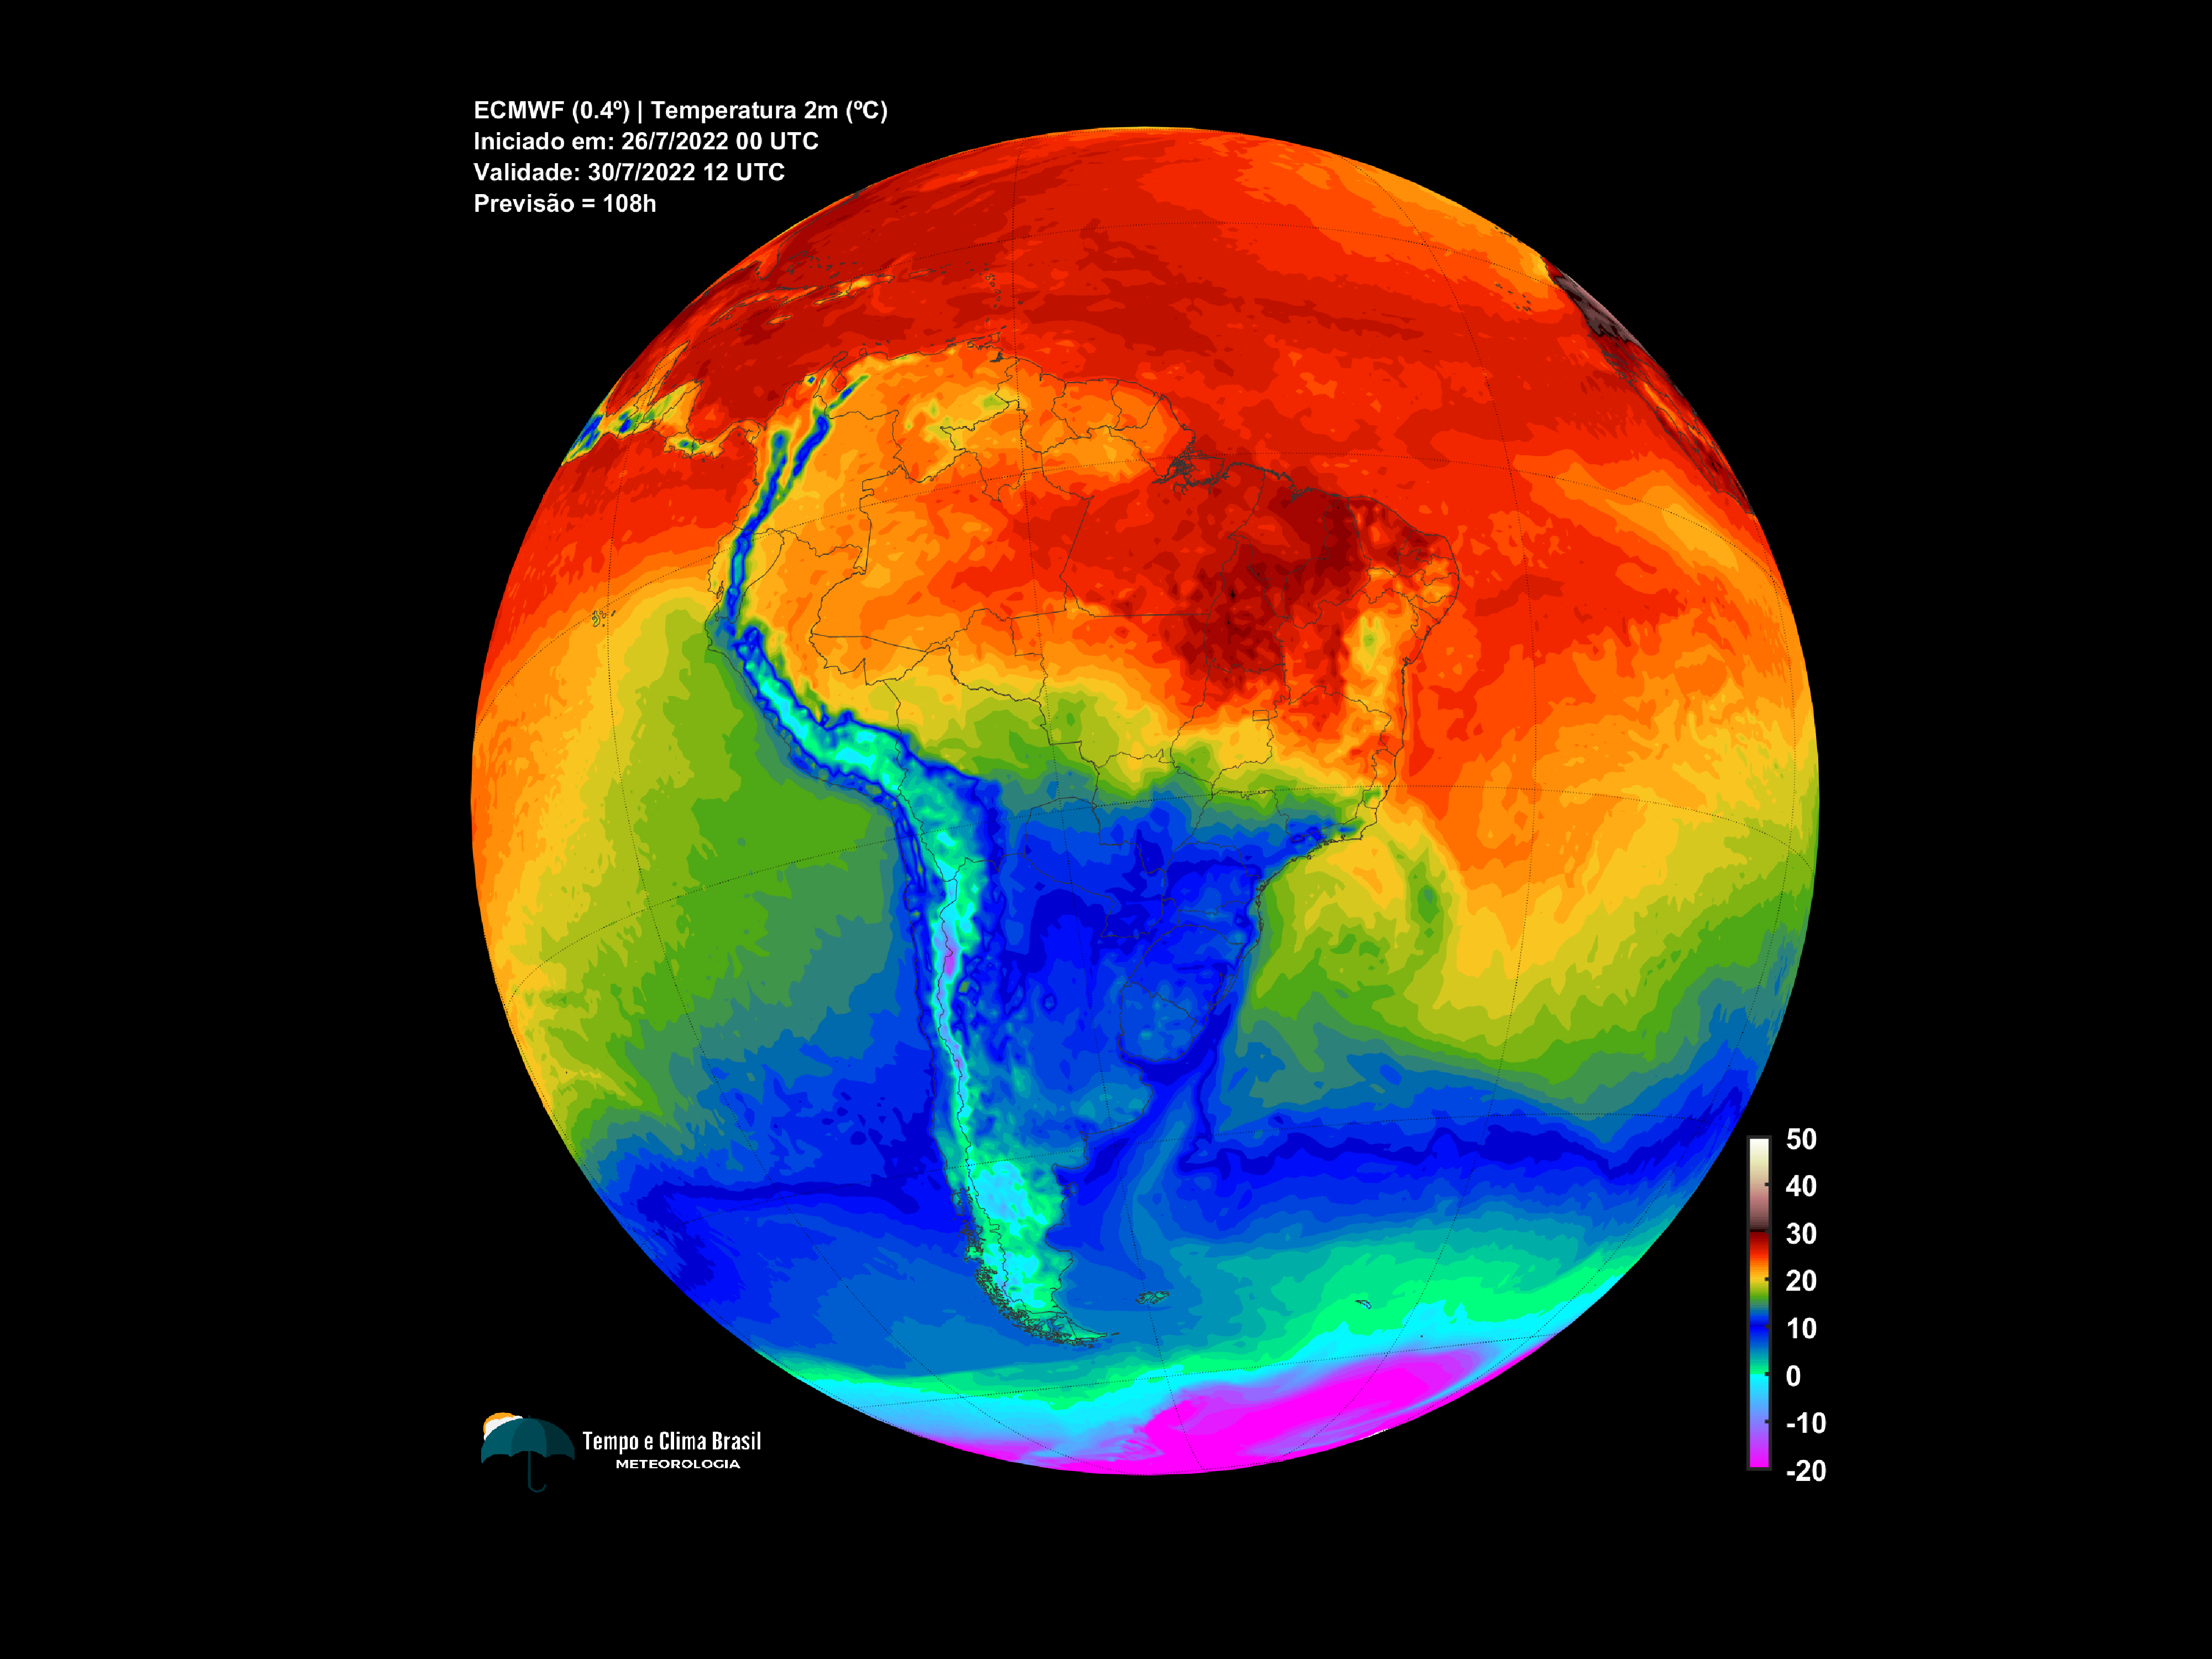 ECMWF (0.4º) | Temperatura 2m (ºC)
Iniciado em: 26/7/2022 00 UTC
Validade: 30/7/2022 12 UTC
Previsão = 108h
50
40
30
20
10
0
-10
-20
Tempo e Clima Brasil
METEOROLOGIA